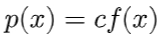 p(x) = cf(x)